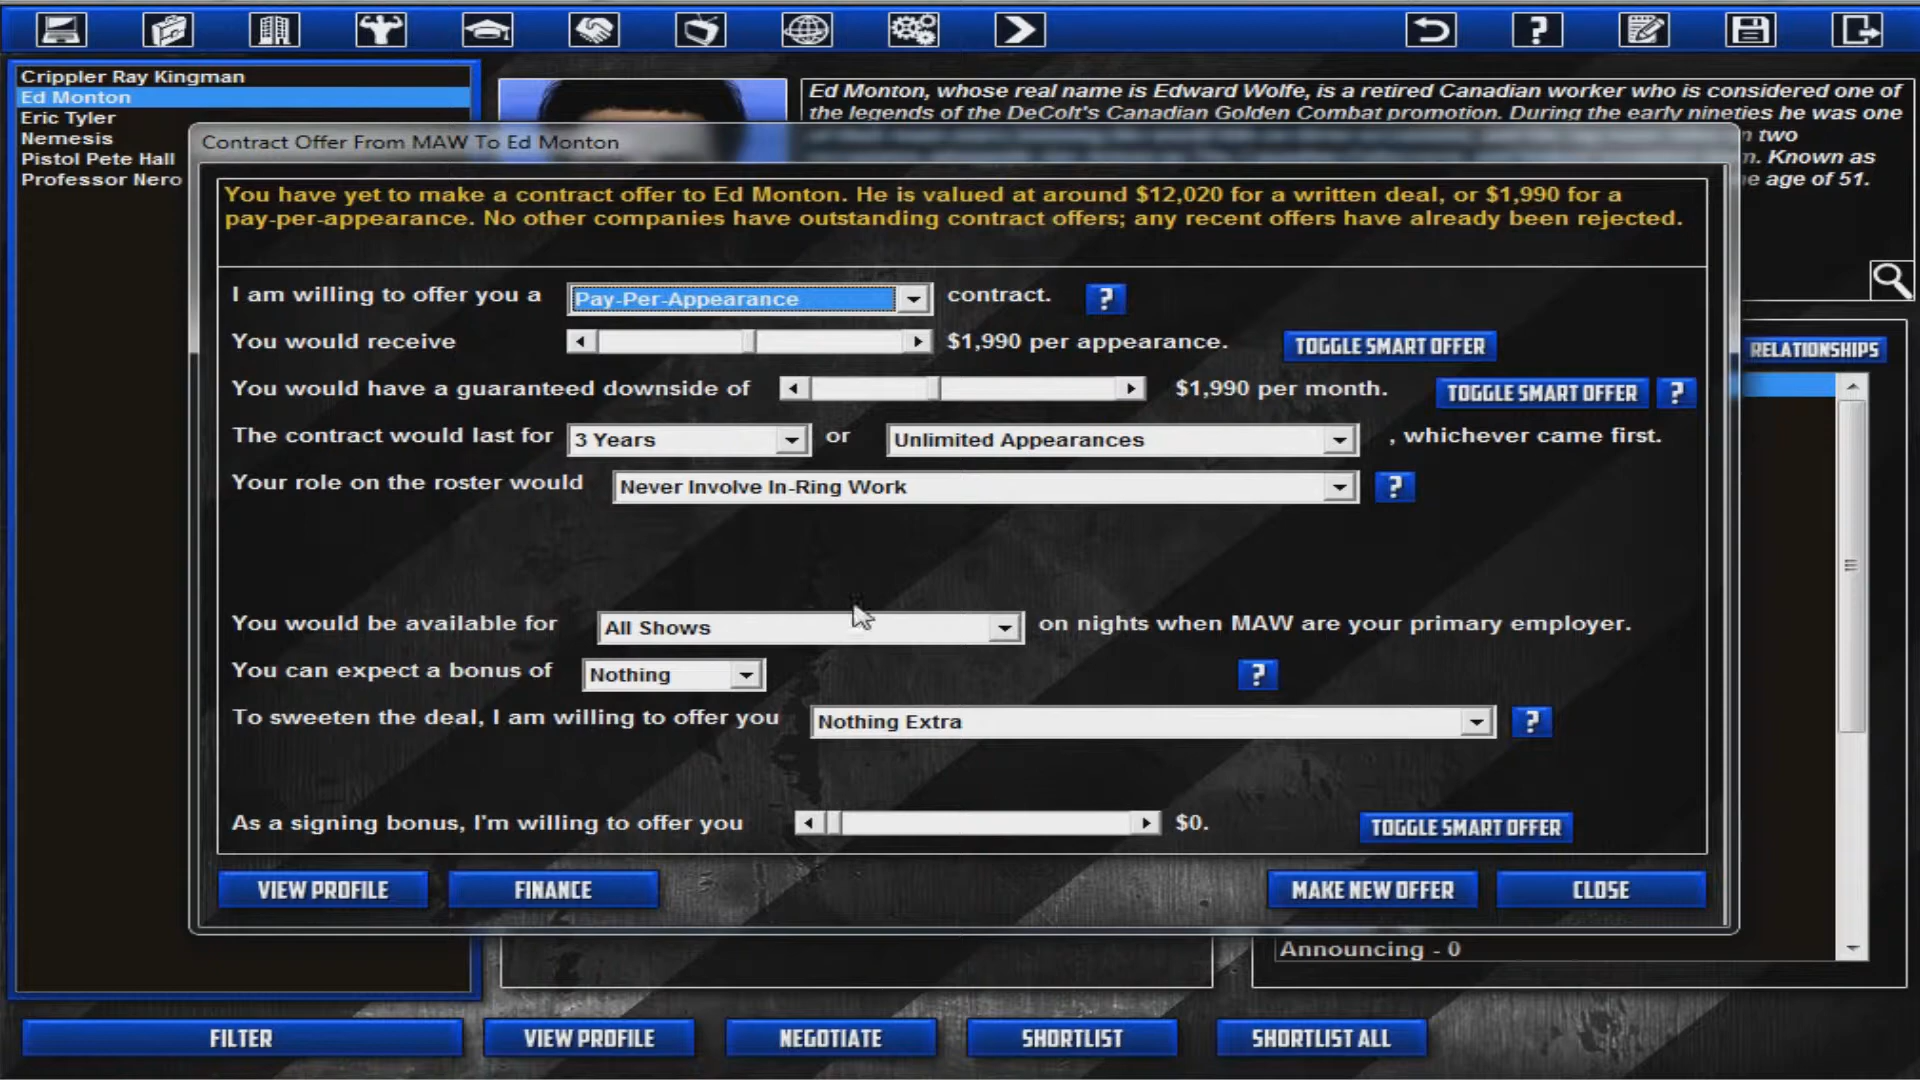 Crippler Ray Kingman
Ed Monton
Eric Tyler
Nemesis
Pistol Pete Hall
Professor Nero
Ed Monton, whose real name is Edward Wolfe, is a retired Canadian worker who is considered one of
the legends of the DeColt's Canadian Golden Combat promotion. During the early nineties he was one
two
m. Known as
e age of 51.
Contract Offer From MAW To Ed Monton
You have yet to make a contract offer to Ed Monton. He is valued at around $12,020 for a written deal, or $1,990 for a
pay-per-appearance. No other companies have outstanding contract offers; any recent offers have already been rejected.
I am willing to offer you a Pay-Per-Appearance contract. ?
You would receive $1,990 per appearance. TOGGLE SMART OFFER
You would have a guaranteed downside of $1,990 per month. TOGGLE SMART OFFER ?
The contract would last for 3 Years or Unlimited Appearances , whichever came first.
Your role on the roster would Never Involve In-Ring Work ?
You would be available for All Shows on nights when MAW are your primary employer.
You can expect a bonus of Nothing ?
To sweeten the deal, I am willing to offer you Nothing Extra ?
As a signing bonus, I'm willing to offer you $0. TOGGLE SMART OFFER
VIEW PROFILE FINANCE MAKE NEW OFFER CLOSE
RELATIONSHIPS
Announcing - 0
FILTER VIEW PROFILE NEGOTIATE SHORTLIST SHORTLIST ALL